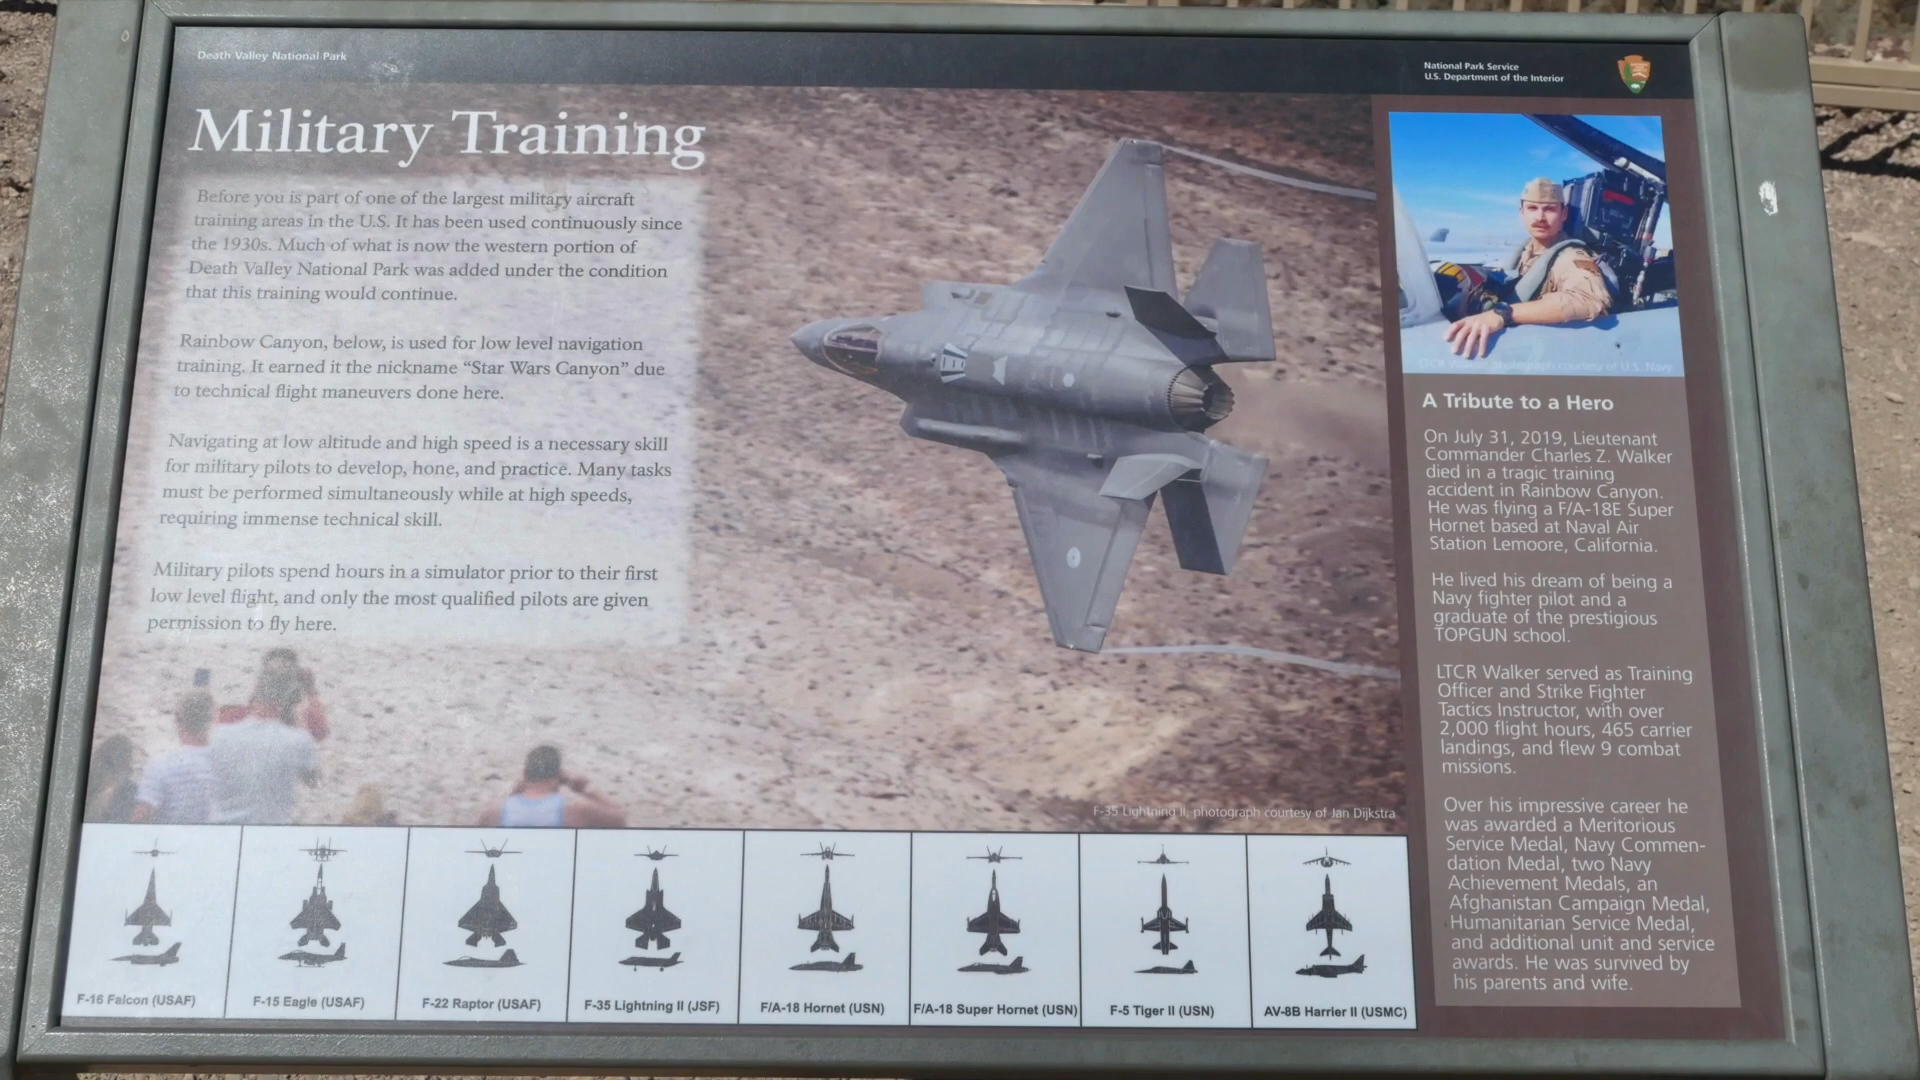 Death Valley National Park
National Park Service
U.S. Department of the Interior
Military Training
Before you is part of one of the largest military aircraft
training areas in the U.S. It has been used continuously since
the 1930s. Much of what is now the western portion of
Death Valley National Park was added under the condition
that this training would continue.
Rainbow Canyon, below, is used for low level navigation
training. It earned it the nickname “Star Wars Canyon” due
to technical flight maneuvers done here.
Navigating at low altitude and high speed is a necessary skill
for military pilots to develop, hone, and practice. Many tasks
must be performed simultaneously while at high speeds,
requiring immense technical skill.
Military pilots spend hours in a simulator prior to their first
low level flight, and only the most qualified pilots are given
permission to fly here.
F-35 Lightning II, photograph courtesy of Jan Dijkstra
F-16 Falcon (USAF)
F-15 Eagle (USAF)
F-22 Raptor (USAF)
F-35 Lightning II (JSF)
F/A-18 Hornet (USN)
F/A-18 Super Hornet (USN)
F-5 Tiger II (USN)
AV-8B Harrier II (USMC)
LTCR Walker, photograph courtesy of U.S. Navy
A Tribute to a Hero
On July 31, 2019, Lieutenant
Commander Charles Z. Walker
died in a tragic training
accident in Rainbow Canyon.
He was flying a F/A-18E Super
Hornet based at Naval Air
Station Lemoore, California.
He lived his dream of being a
Navy fighter pilot and a
graduate of the prestigious
TOPGUN school.
LTCR Walker served as Training
Officer and Strike Fighter
Tactics Instructor, with over
2,000 flight hours, 465 carrier
landings, and flew 9 combat
missions.
Over his impressive career he
was awarded a Meritorious
Service Medal, Navy Commen-
dation Medal, two Navy
Achievement Medals, an
Afghanistan Campaign Medal,
Humanitarian Service Medal,
and additional unit and service
awards. He was survived by
his parents and wife.